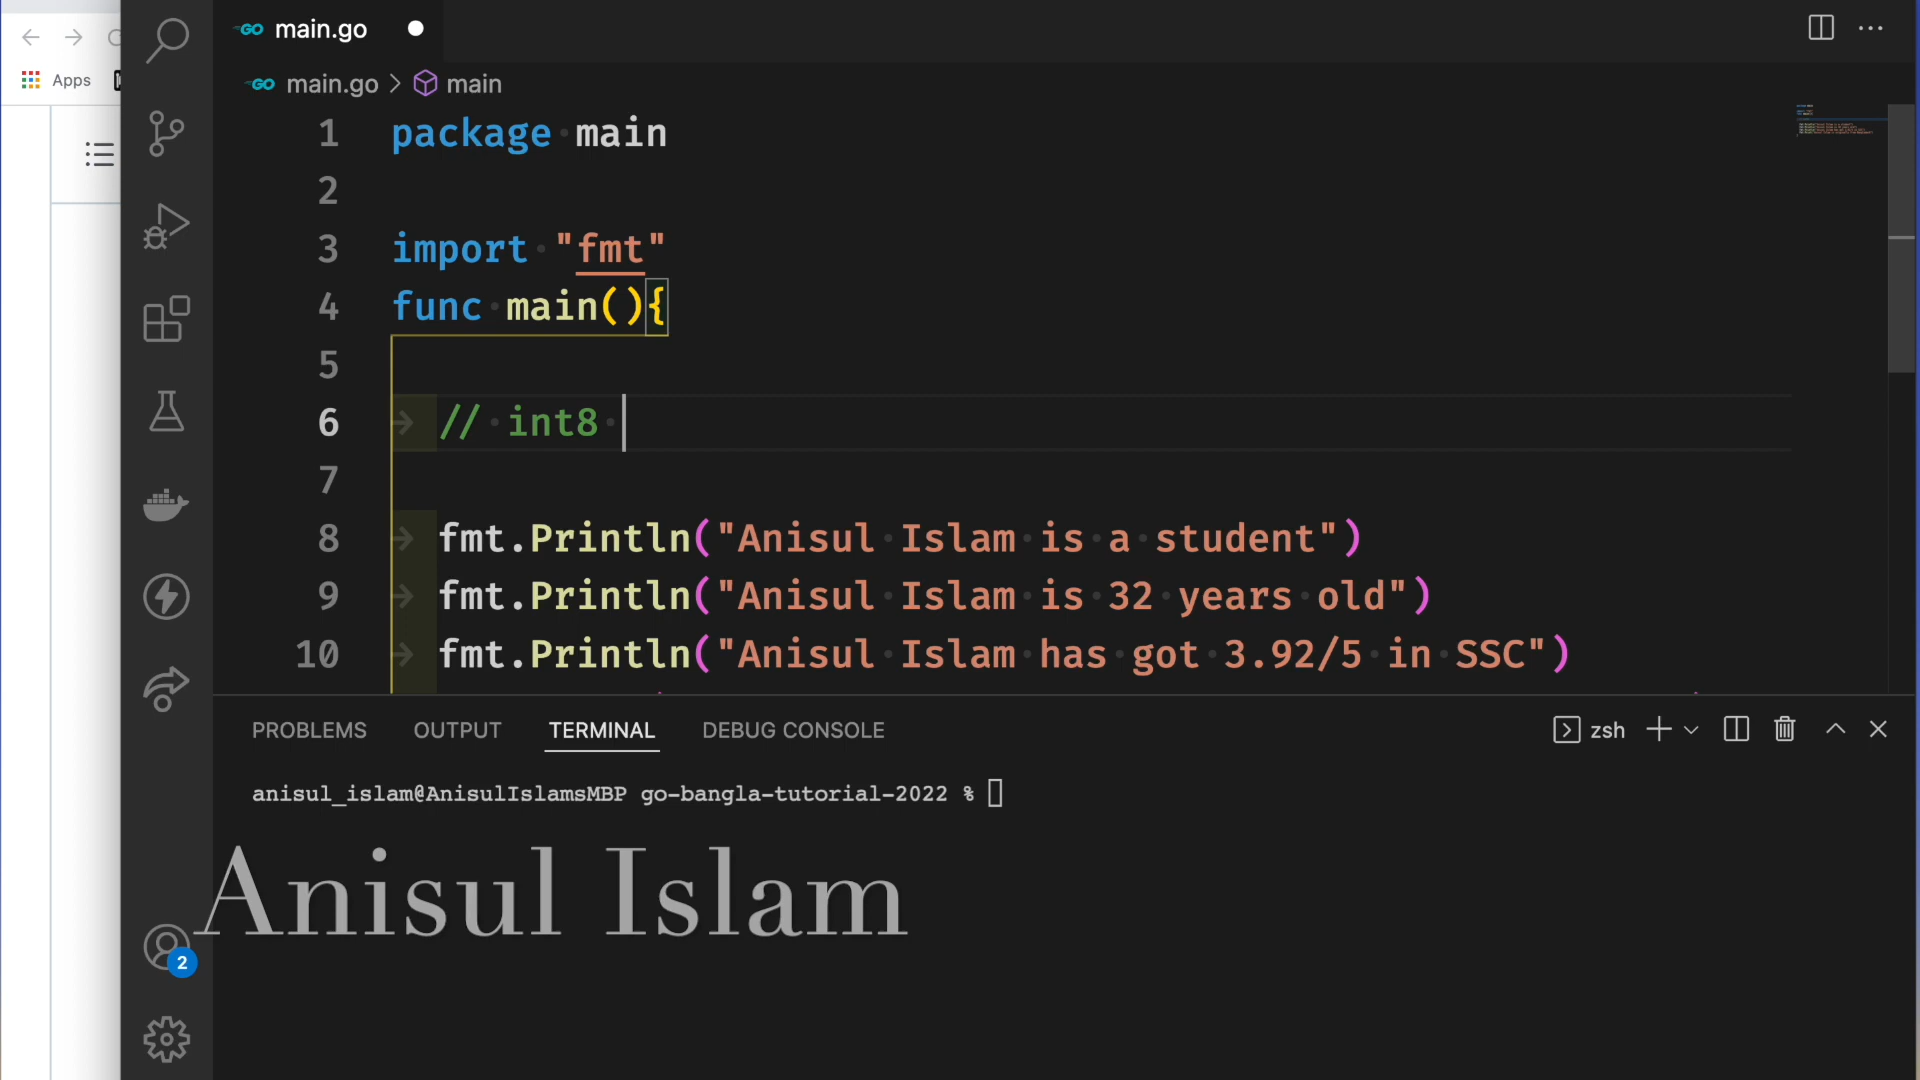 main.go
Apps
main.go > main
1 package main
2
3 import "fmt"
4 func main(){
5
6 // int8
7
8 fmt.Println("Anisul Islam is a student")
9 fmt.Println("Anisul Islam is 32 years old")
10 fmt.Println("Anisul Islam has got 3.92/5 in SSC")
PROBLEMS OUTPUT TERMINAL DEBUG CONSOLE zsh
anisul_islam@AnisulIslamsMBP go-bangla-tutorial-2022 %
Anisul Islam
2